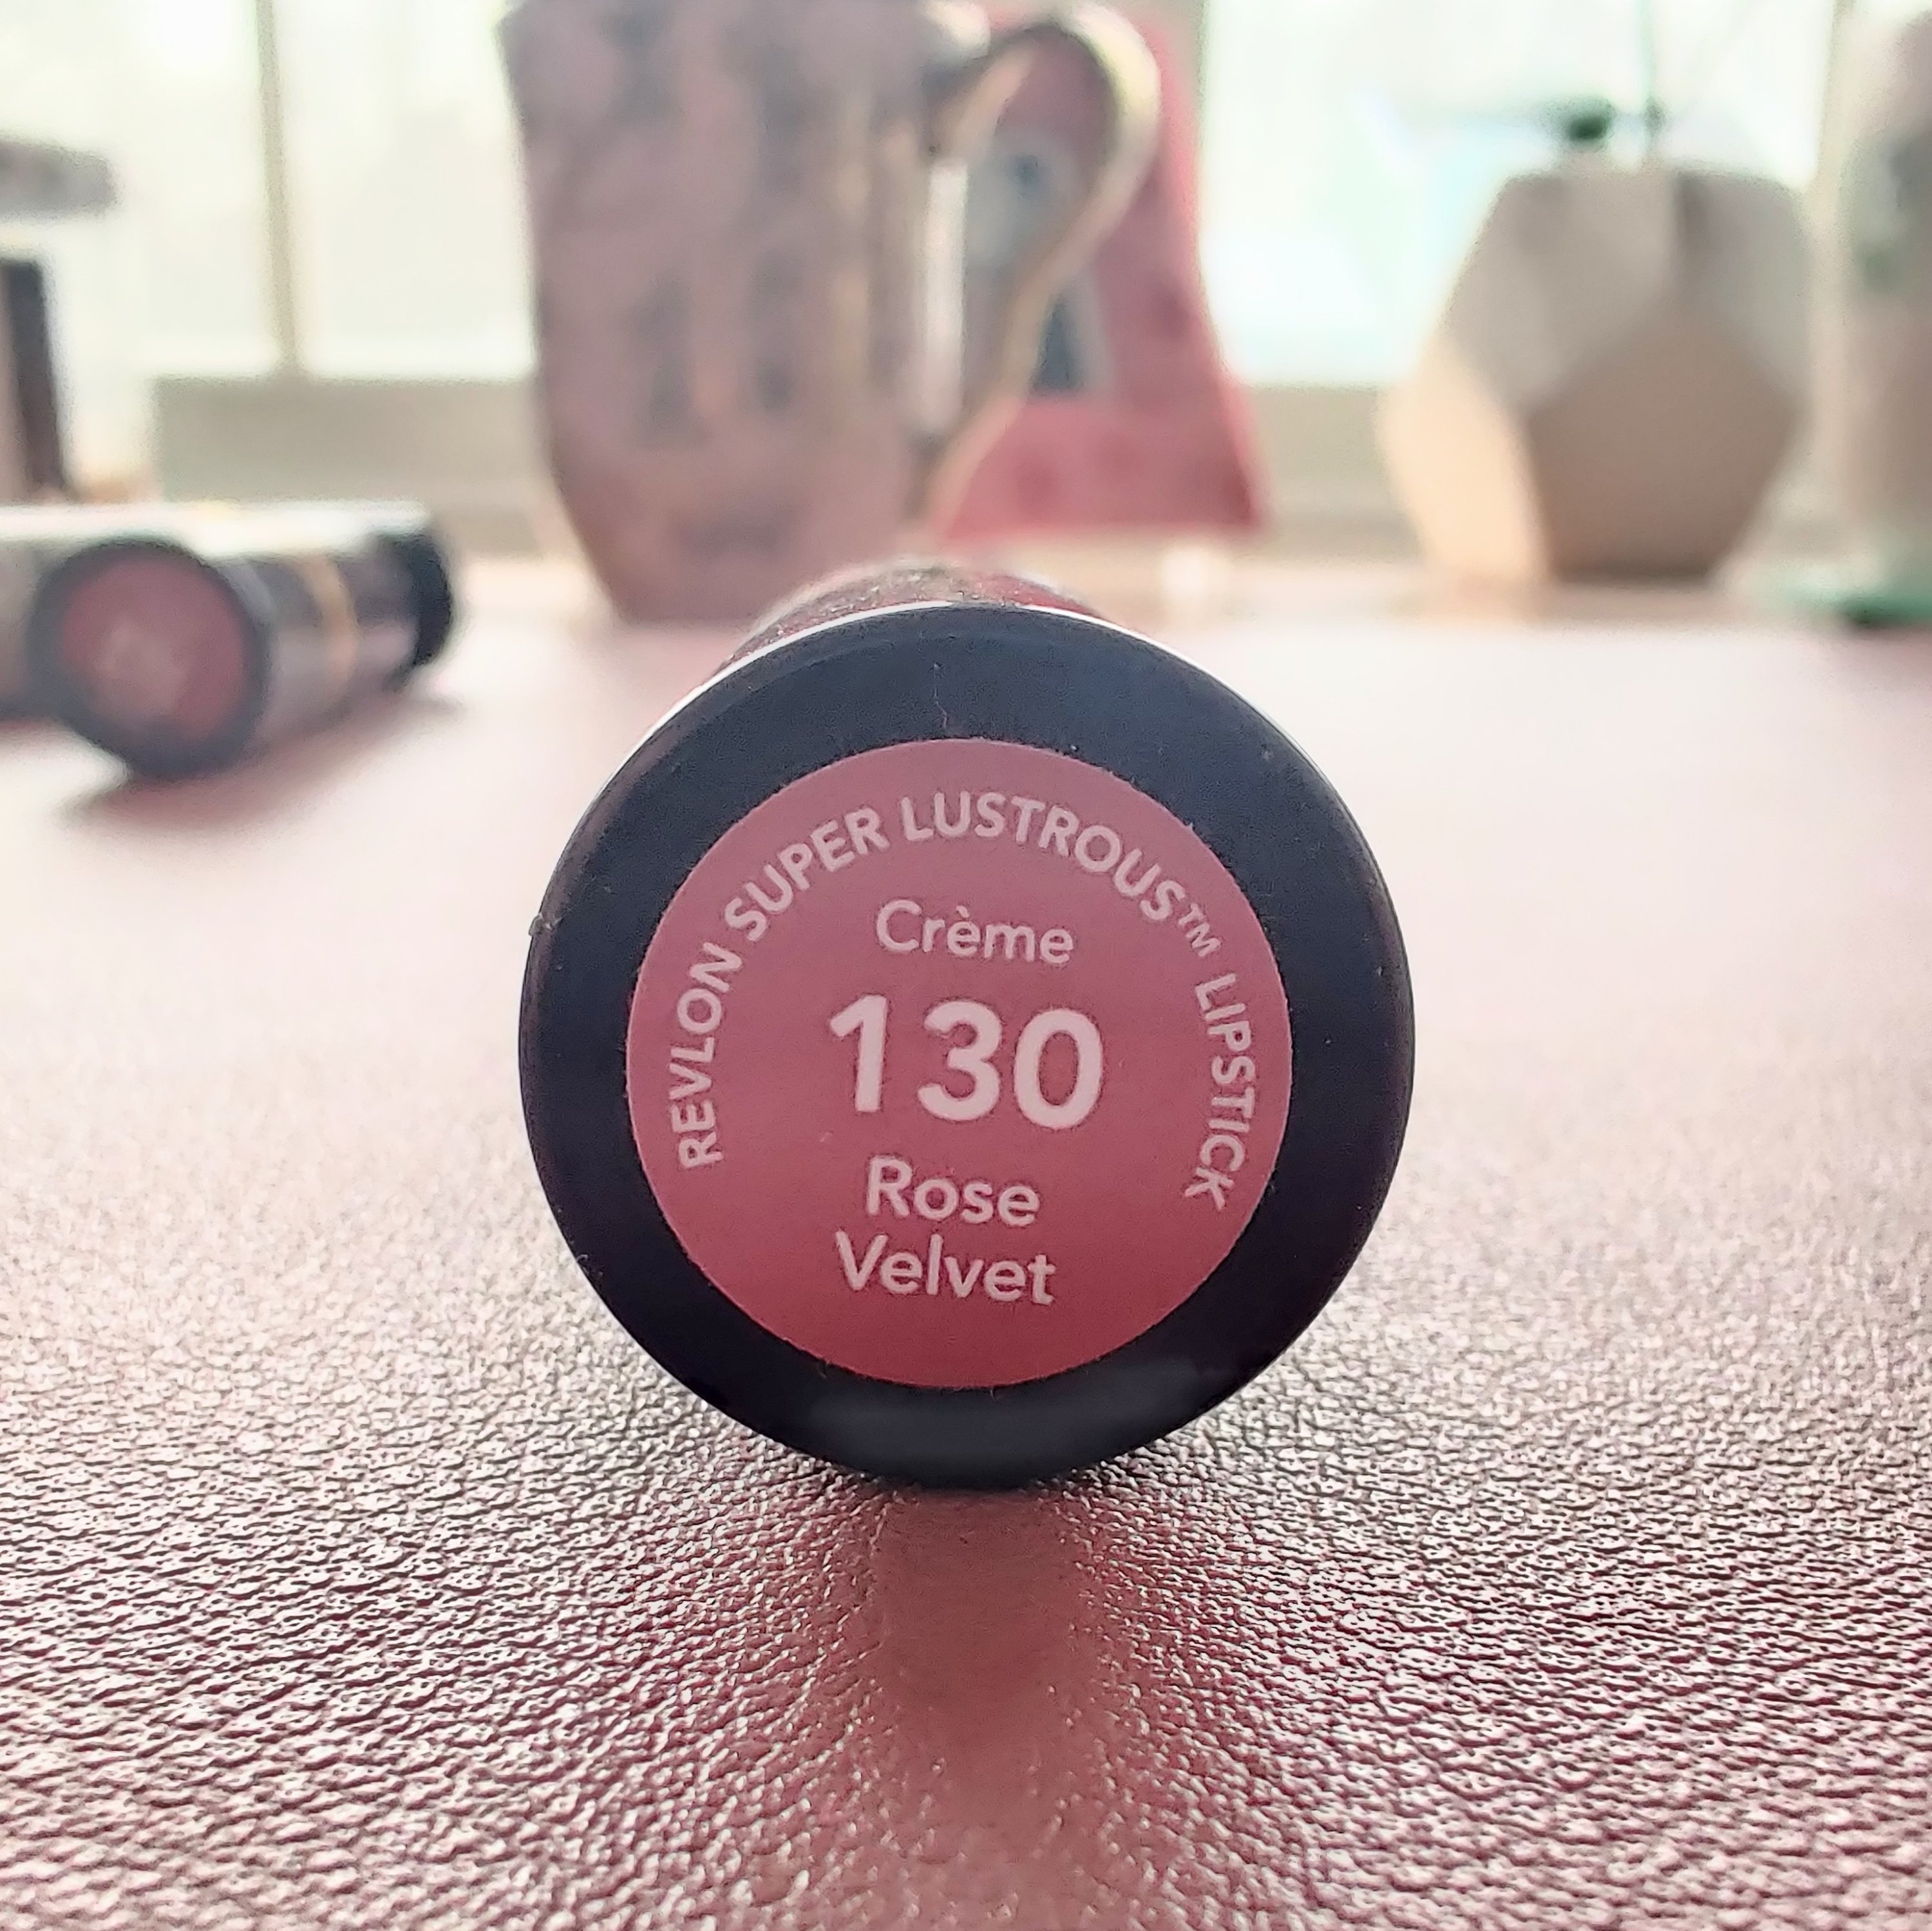 REVLON SUPER LUSTROUS™ LIPSTICK
Crème
130
Rose
Velvet